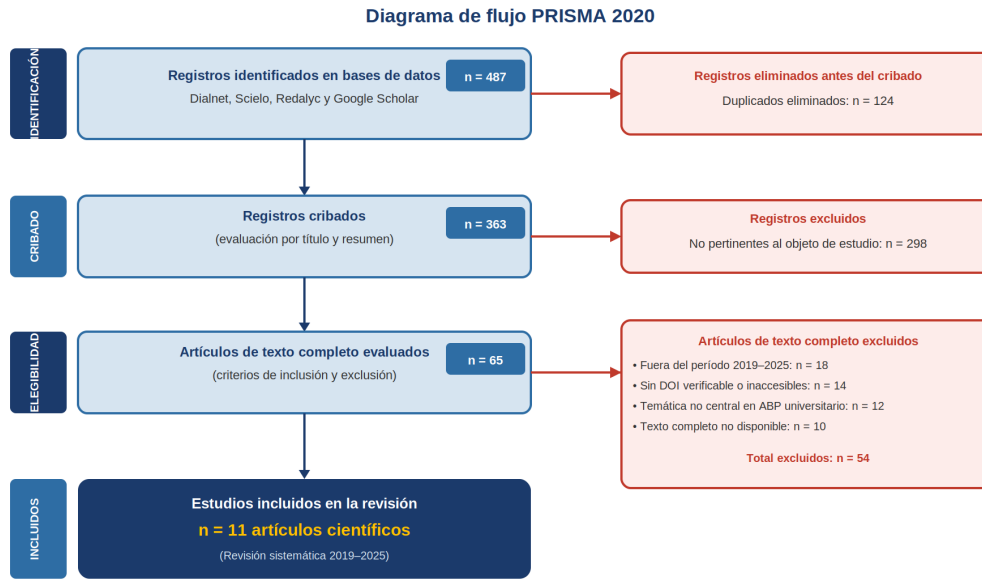 Diagrama de flujo PRISMA 2020
IDENTIFICACIÓN
Registros identificados en bases de datos
n = 487
Dialnet, Scielo, Redalyc y Google Scholar
Registros eliminados antes del cribado
Duplicados eliminados: n = 124
CRIBADO
Registros cribados
n = 363
(evaluación por título y resumen)
Registros excluidos
No pertinentes al objeto de estudio: n = 298
ELEGIBILIDAD
Artículos de texto completo evaluados
n = 65
(criterios de inclusión y exclusión)
Artículos de texto completo excluidos
• Fuera del período 2019–2025: n = 18
• Sin DOI verificable o inaccesibles: n = 14
• Temática no central en ABP universitario: n = 12
• Texto completo no disponible: n = 10
Total excluidos: n = 54
INCLUIDOS
Estudios incluidos en la revisión
n = 11 artículos científicos
(Revisión sistemática 2019–2025)